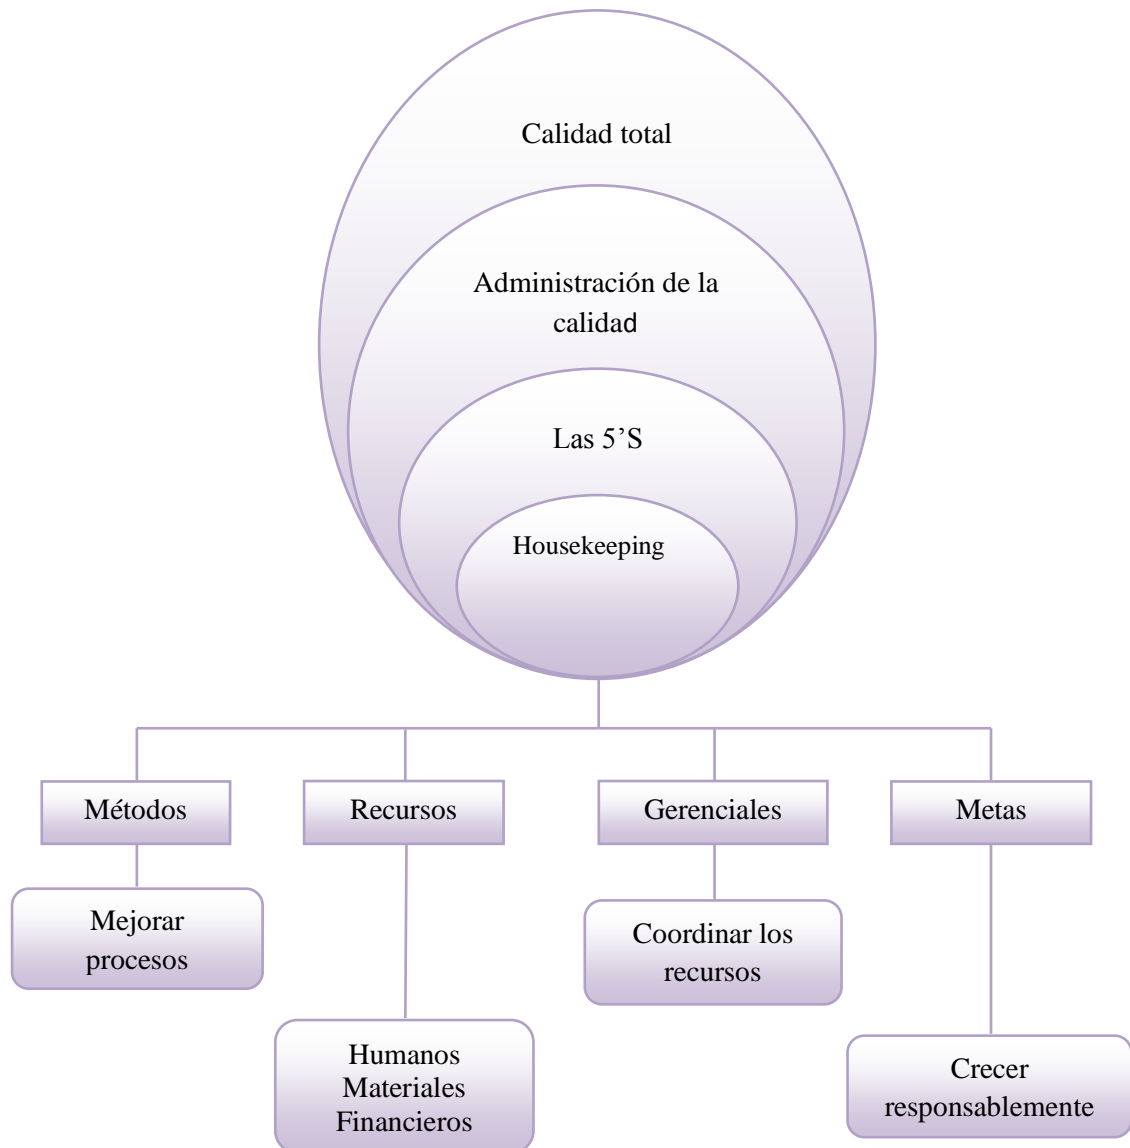 Calidad total
Administración de la
calidad
Las 5’S
Housekeeping
Métodos
Recursos
Gerenciales
Metas
Mejorar
procesos
Coordinar los
recursos
Humanos
Materiales
Financieros
Crecer
responsablemente